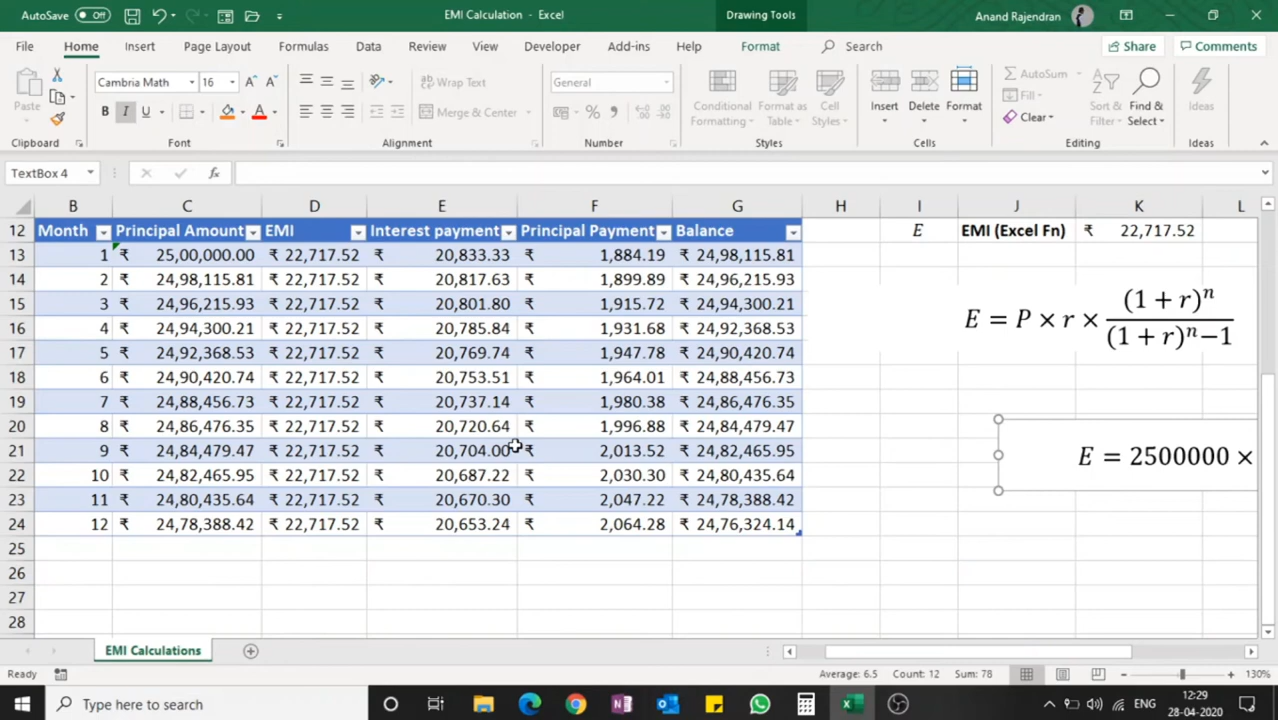 AutoSave Off EMI Calculation - Excel Drawing Tools Anand Rajendran
File Home Insert Page Layout Formulas Data Review View Developer Add-ins Help Format Search Share Comments
Paste Cambria Math 16 A A Wrap Text General Conditional Formatting Format as Table Cell Styles Insert Delete Format AutoSum Fill Clear Sort & Filter Find & Select Ideas
B I U A Merge & Center %
Clipboard Font Alignment Number Styles Cells Editing Ideas
TextBox 4 fx
B C D E F G H I J K L
12 Month Principal Amount EMI Interest payment Principal Payment Balance E EMI (Excel Fn) ₹ 22,717.52
13 1 ₹ 25,00,000.00 ₹ 22,717.52 ₹ 20,833.33 ₹ 1,884.19 ₹ 24,98,115.81
14 2 ₹ 24,98,115.81 ₹ 22,717.52 ₹ 20,817.63 ₹ 1,899.89 ₹ 24,96,215.93
15 3 ₹ 24,96,215.93 ₹ 22,717.52 ₹ 20,801.80 ₹ 1,915.72 ₹ 24,94,300.21
16 4 ₹ 24,94,300.21 ₹ 22,717.52 ₹ 20,785.84 ₹ 1,931.68 ₹ 24,92,368.53
E = P × r × (1 + r)^n / (1 + r)^n−1
17 5 ₹ 24,92,368.53 ₹ 22,717.52 ₹ 20,769.74 ₹ 1,947.78 ₹ 24,90,420.74
18 6 ₹ 24,90,420.74 ₹ 22,717.52 ₹ 20,753.51 ₹ 1,964.01 ₹ 24,88,456.73
19 7 ₹ 24,88,456.73 ₹ 22,717.52 ₹ 20,737.14 ₹ 1,980.38 ₹ 24,86,476.35
20 8 ₹ 24,86,476.35 ₹ 22,717.52 ₹ 20,720.64 ₹ 1,996.88 ₹ 24,84,479.47
21 9 ₹ 24,84,479.47 ₹ 22,717.52 ₹ 20,704.00 ₹ 2,013.52 ₹ 24,82,465.95
E = 2500000 ×
22 10 ₹ 24,82,465.95 ₹ 22,717.52 ₹ 20,687.22 ₹ 2,030.30 ₹ 24,80,435.64
23 11 ₹ 24,80,435.64 ₹ 22,717.52 ₹ 20,670.30 ₹ 2,047.22 ₹ 24,78,388.42
24 12 ₹ 24,78,388.42 ₹ 22,717.52 ₹ 20,653.24 ₹ 2,064.28 ₹ 24,76,324.14
25
26
27
28
EMI Calculations
Ready Average: 6.5 Count: 12 Sum: 78 130%
Type here to search ENG 12:29
28-04-2020